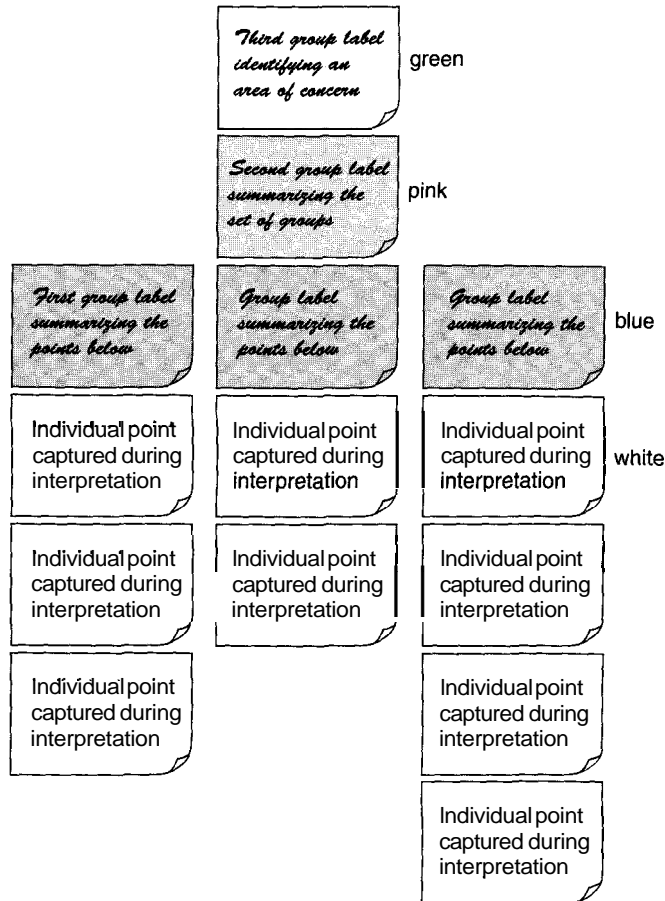 Third group label
identifying an
area of concern
green
Second group label
summarizing the
set of groups
pink
First group label
summarizing the
points below
Group label
summarizing the
points below
Group label
summarizing the
points below
blue
Individual point
captured during
interpretation
Individual point
captured during
interpretation
Individual point
captured during
interpretation
white
Individual point
captured during
interpretation
Individual point
captured during
interpretation
Individual point
captured during
interpretation
Individual point
captured during
interpretation
Individual point
captured during
interpretation
Individual point
captured during
interpretation